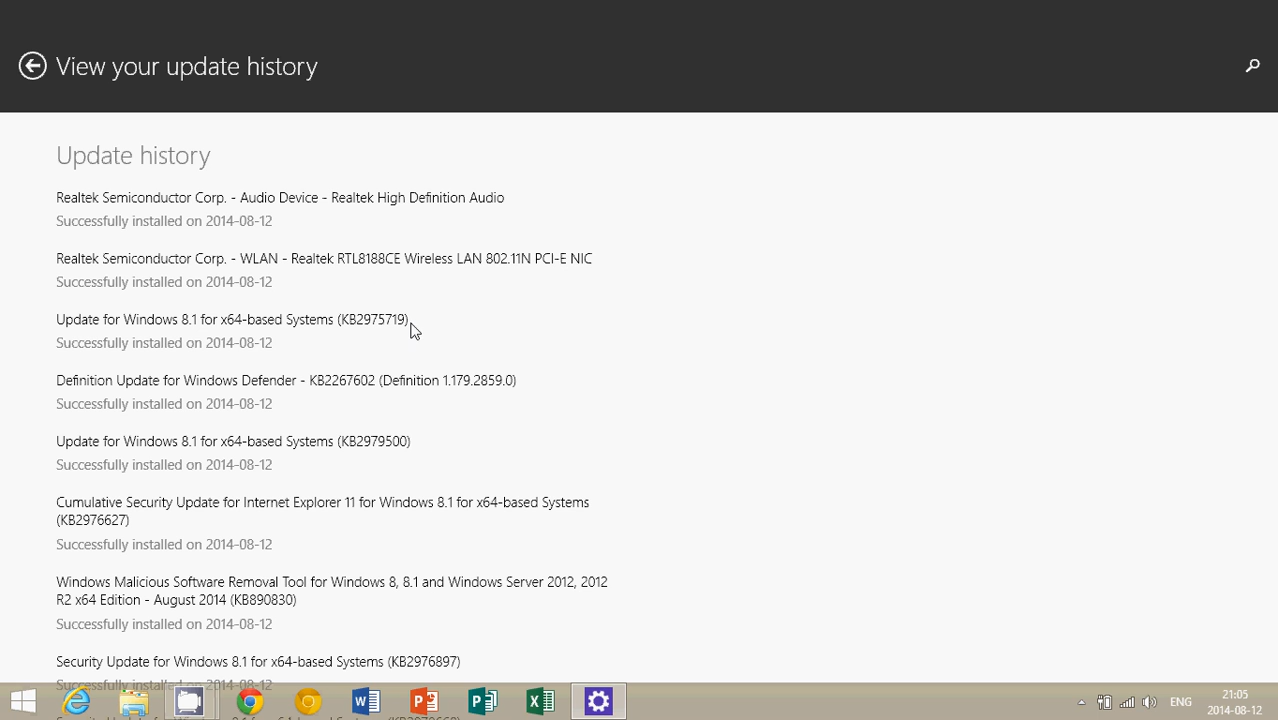 View your update history
Update history
Realtek Semiconductor Corp. - Audio Device - Realtek High Definition Audio
Successfully installed on 2014-08-12
Realtek Semiconductor Corp. - WLAN - Realtek RTL8188CE Wireless LAN 802.11N PCI-E NIC
Successfully installed on 2014-08-12
Update for Windows 8.1 for x64-based Systems (KB2975719)
Successfully installed on 2014-08-12
Definition Update for Windows Defender - KB2267602 (Definition 1.179.2859.0)
Successfully installed on 2014-08-12
Update for Windows 8.1 for x64-based Systems (KB2979500)
Successfully installed on 2014-08-12
Cumulative Security Update for Internet Explorer 11 for Windows 8.1 for x64-based Systems
(KB2976627)
Successfully installed on 2014-08-12
Windows Malicious Software Removal Tool for Windows 8, 8.1 and Windows Server 2012, 2012
R2 x64 Edition - August 2014 (KB890830)
Successfully installed on 2014-08-12
Security Update for Windows 8.1 for x64-based Systems (KB2976897)
Successfully installed on 2014-08-12
ENG
21:05
2014-08-12